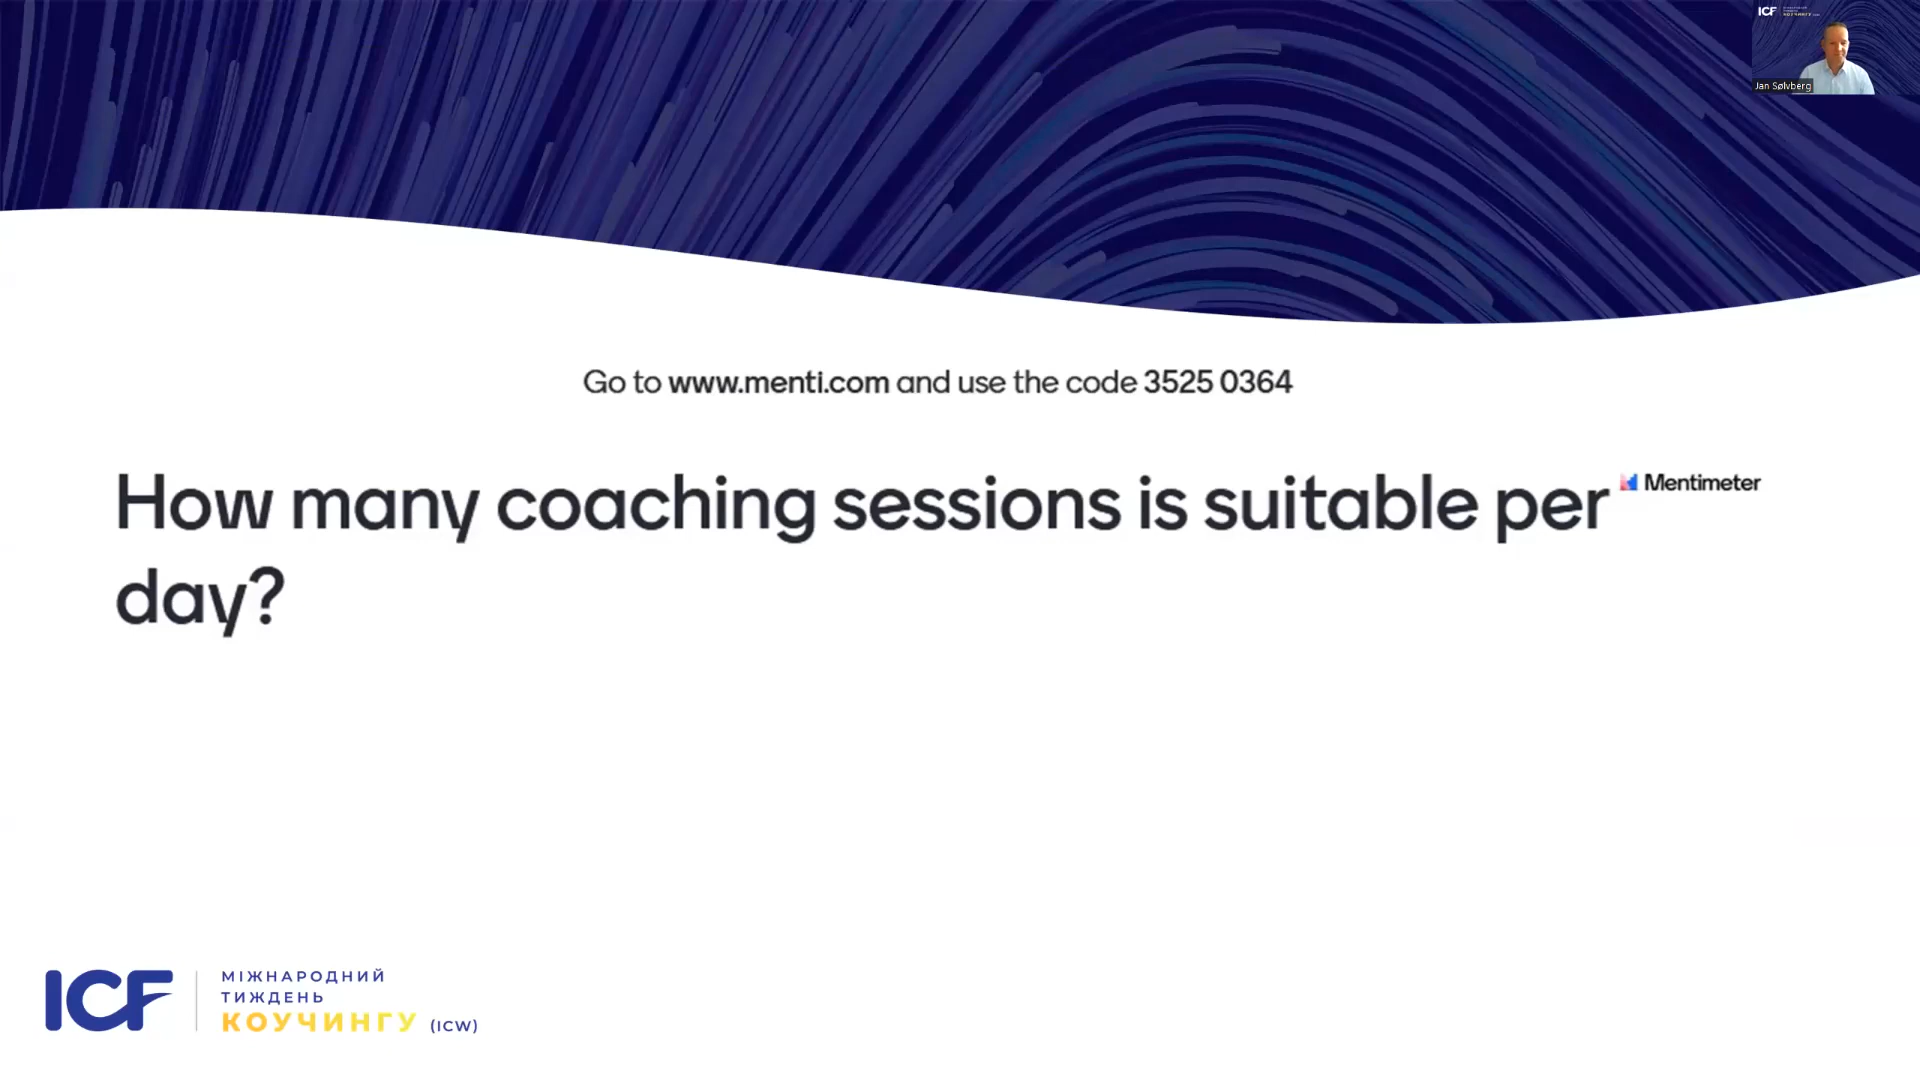 ICF
Jan Sølvberg
Go to www.menti.com and use the code 3525 0364
How many coaching sessions is suitable per
Mentimeter
day?
ICF
МІЖНАРОДНИЙ
ТИЖДЕНЬ
КОУЧИНГУ (ICW)